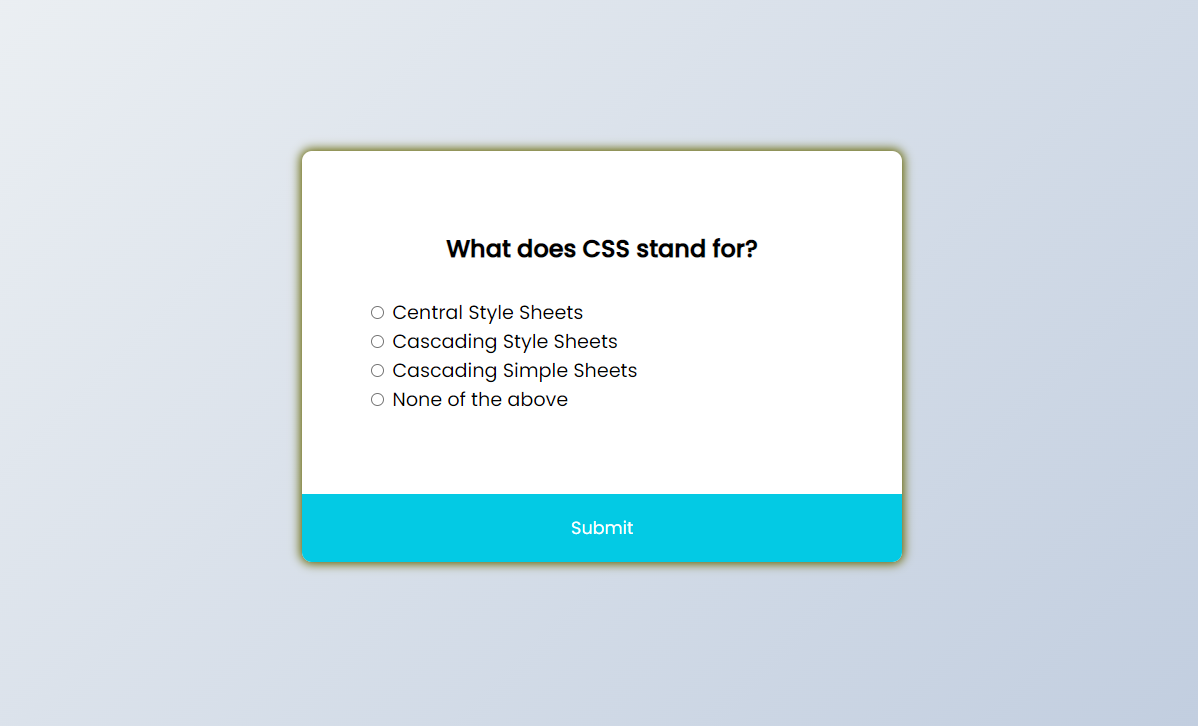 What does CSS stand for?
Central Style Sheets
Cascading Style Sheets
Cascading Simple Sheets
None of the above
Submit